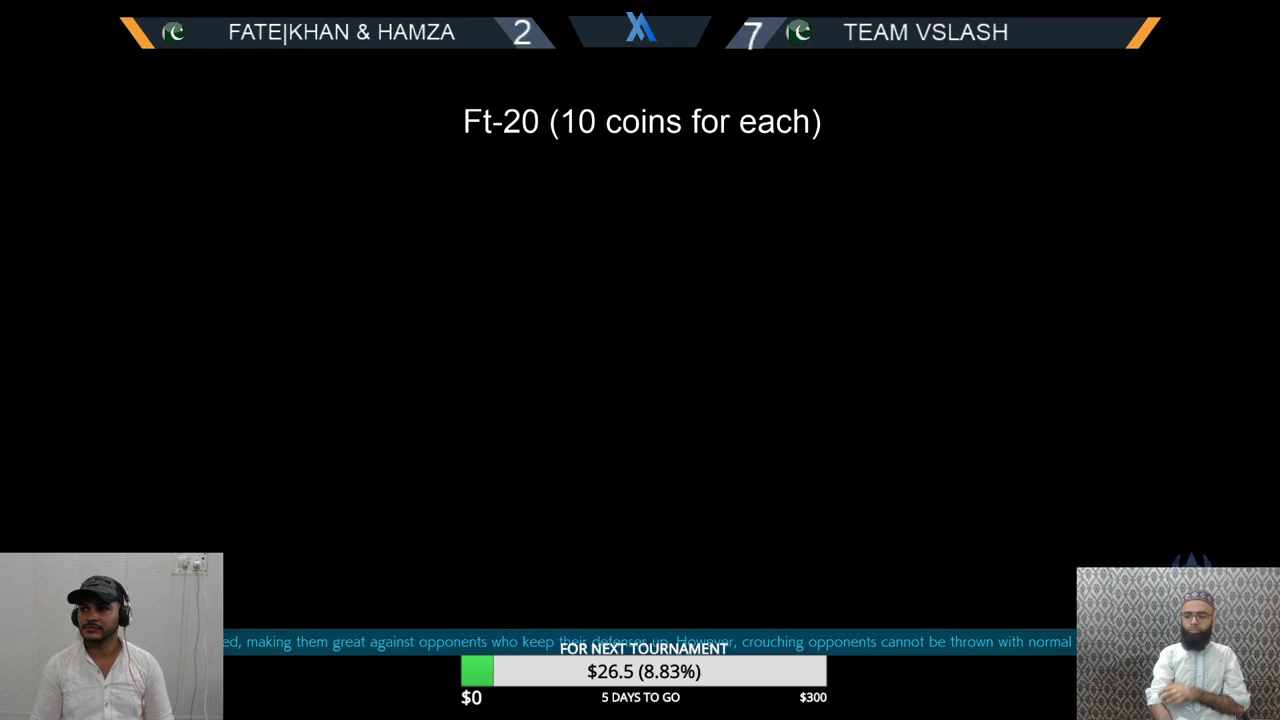 FATE|KHAN & HAMZA 2 7 TEAM VSLASH
Ft-20 (10 coins for each)
ed, making them great against opponents who keep their defenses up. However, crouching opponents cannot be thrown with normal
FOR NEXT TOURNAMENT
$26.5 (8.83%)
$0 5 DAYS TO GO $300